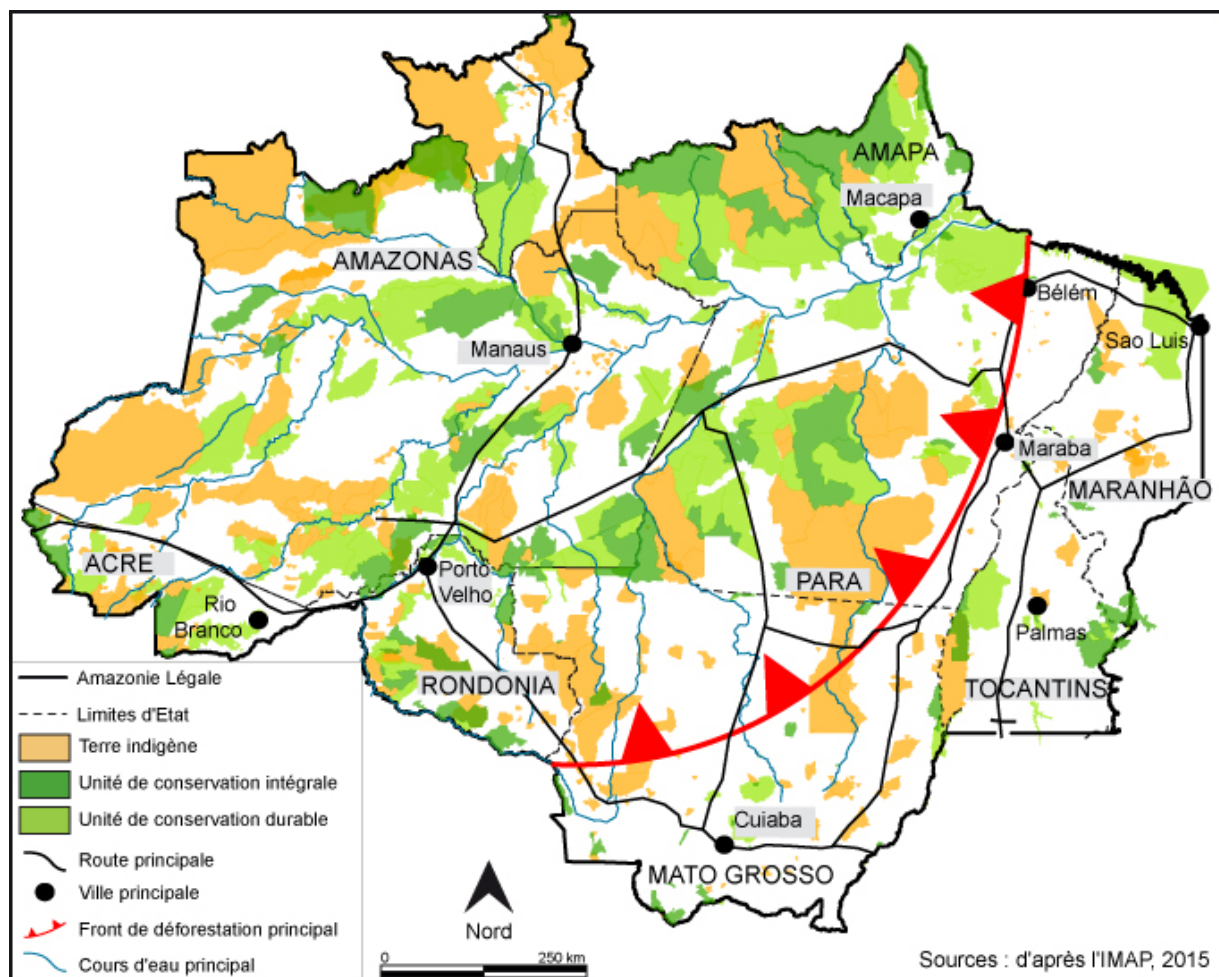 AMAPA
Macapa
AMAZONAS
Bélém
Sao Luis
Manaus
Maraba
MARANHÃO
ACRE
Porto
Velho
PARA
Rio
Branco
Palmas
RONDONIA
TOCANTINS
Cuiaba
MATO GROSSO
Amazonie Légale
Limites d'Etat
Terre indigène
Unité de conservation intégrale
Unité de conservation durable
Route principale
Ville principale
Front de déforestation principal
Cours d'eau principal
Nord
0 250 km
Sources : d'après l'IMAP, 2015